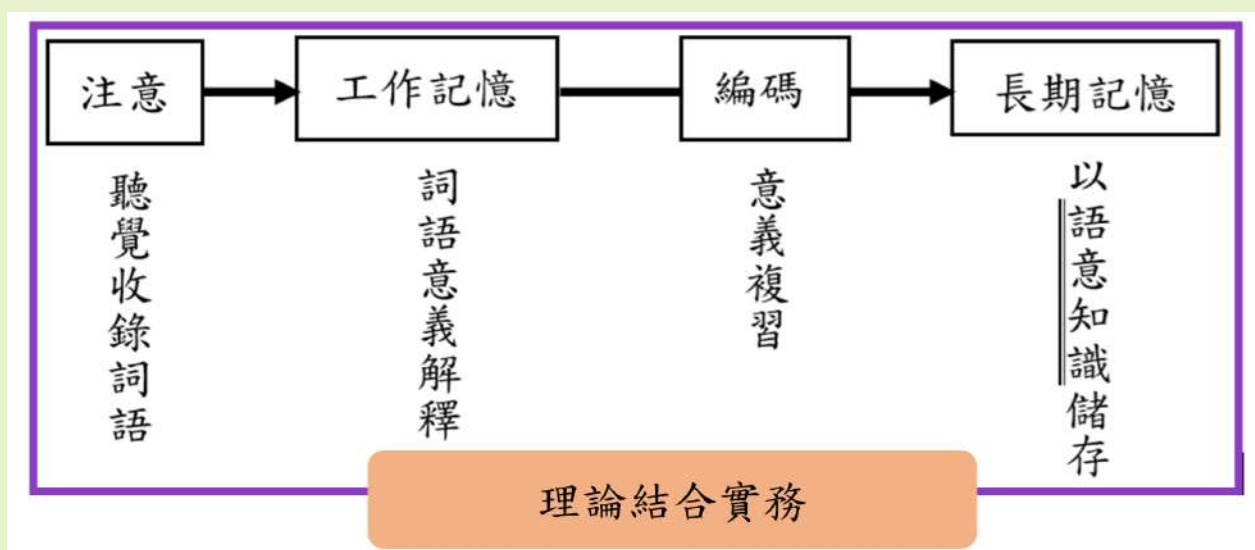 注意
工作記憶
編碼
長期記憶
聽覺收錄詞語
詞語意義解釋
意義複習
以語意知識儲存
理論結合實務